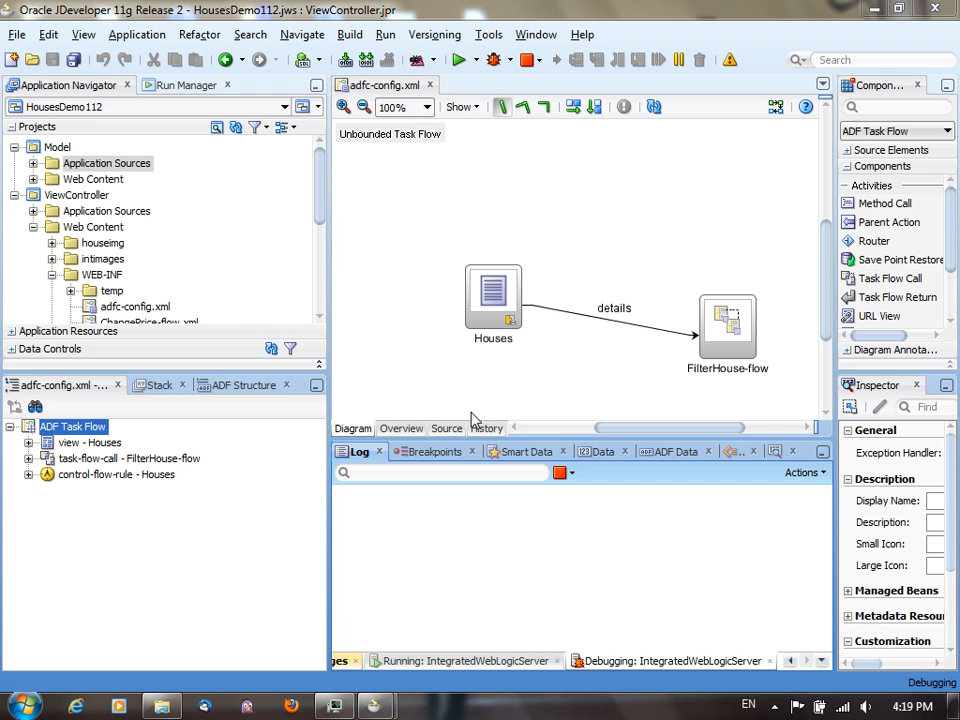 Oracle JDeveloper 11g Release 2 - HousesDemo112.jws : ViewController.jpr
File Edit View Application Refactor Search Navigate Build Run Versioning Tools Window Help
Search
Application Navigator
Run Manager
HousesDemo112
Projects
Model
Application Sources
Web Content
ViewController
Application Sources
Web Content
houseimg
intimages
WEB-INF
temp
adfc-config.xml
ChangePrice-flow.xml
Application Resources
Data Controls
adfc-config.xml -...
Stack
ADF Structure
ADF Task Flow
view - Houses
task-flow-call - FilterHouse-flow
control-flow-rule - Houses
adfc-config.xml
100%
Show
Unbounded Task Flow
Houses
details
FilterHouse-flow
Diagram Overview Source History
Log
Breakpoints
Smart Data
Data
ADF Data
Actions
ges
Running: IntegratedWebLogicServer
Debugging: IntegratedWebLogicServer
Compon...
ADF Task Flow
Source Elements
Components
Activities
Method Call
Parent Action
Router
Save Point Restore
Task Flow Call
Task Flow Return
URL View
Diagram Annota...
Inspector
Find
General
Exception Handler:
Description
Display Name:
Description:
Small Icon:
Large Icon:
Managed Beans
Metadata Resou
Customization
Debugging
EN
4:19 PM